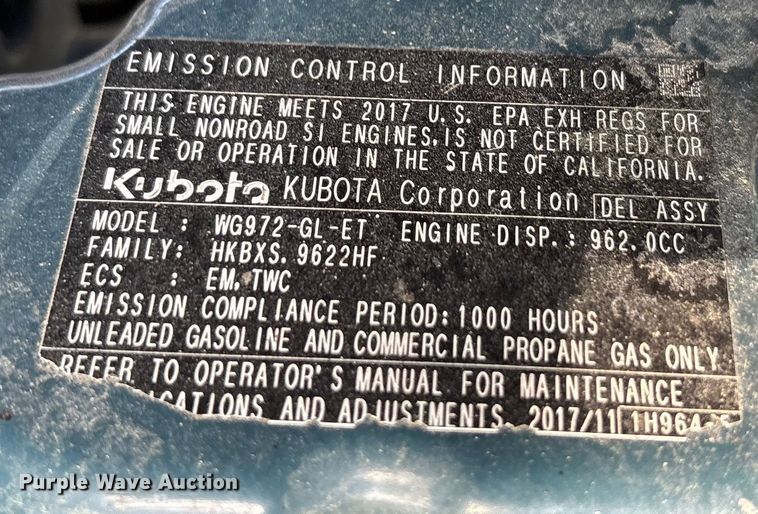 EMISSION CONTROL INFORMATION
THIS ENGINE MEETS 2017 U.S. EPA EXH REGS FOR
SMALL NONROAD SI ENGINES,IS NOT CERTIFIED FOR
SALE OR OPERATION IN THE STATE OF CALIFORNIA.
Kubota KUBOTA Corporation DEL ASSY
MODEL : WG972-GL-ET ENGINE DISP.: 962.0CC
FAMILY: HKBXS.9622HF
ECS : EM,TWC
EMISSION COMPLIANCE PERIOD:1000 HOURS
UNLEADED GASOLINE AND COMMERCIAL PROPANE GAS ONLY
REFER TO OPERATOR'S MANUAL FOR MAINTENANCE
ICATIONS AND ADJUSTMENTS. 2017/11 1H964-
Purple Wave Auction